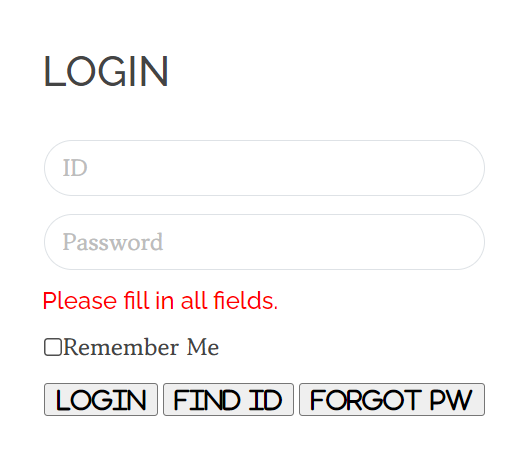 LOGIN
ID
Password
Please fill in all fields.
Remember Me
LOGIN FIND ID FORGOT PW